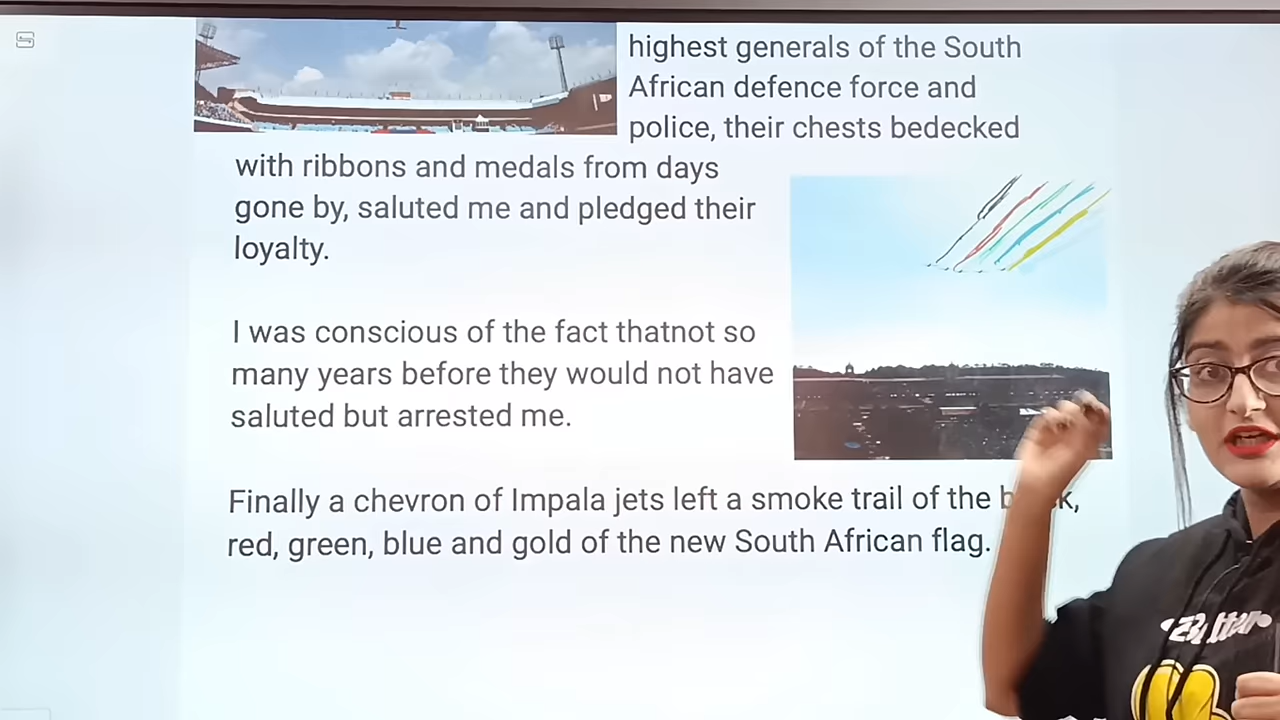 highest generals of the South
African defence force and
police, their chests bedecked
with ribbons and medals from days
gone by, saluted me and pledged their
loyalty.
I was conscious of the fact thatnot so
many years before they would not have
saluted but arrested me.
Finally a chevron of Impala jets left a smoke trail of the
red, green, blue and gold of the new South African flag.